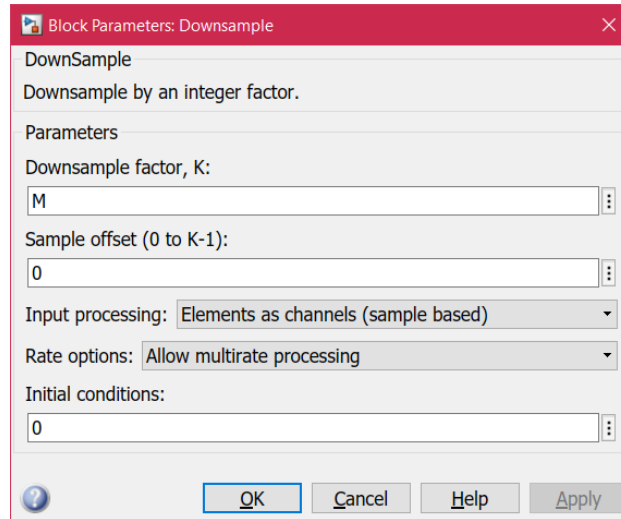 Block Parameters: Downsample
DownSample
Downsample by an integer factor.
Parameters
Downsample factor, K:
M
Sample offset (0 to K-1):
0
Input processing: Elements as channels (sample based)
Rate options: Allow multirate processing
Initial conditions:
0
OK Cancel Help Apply